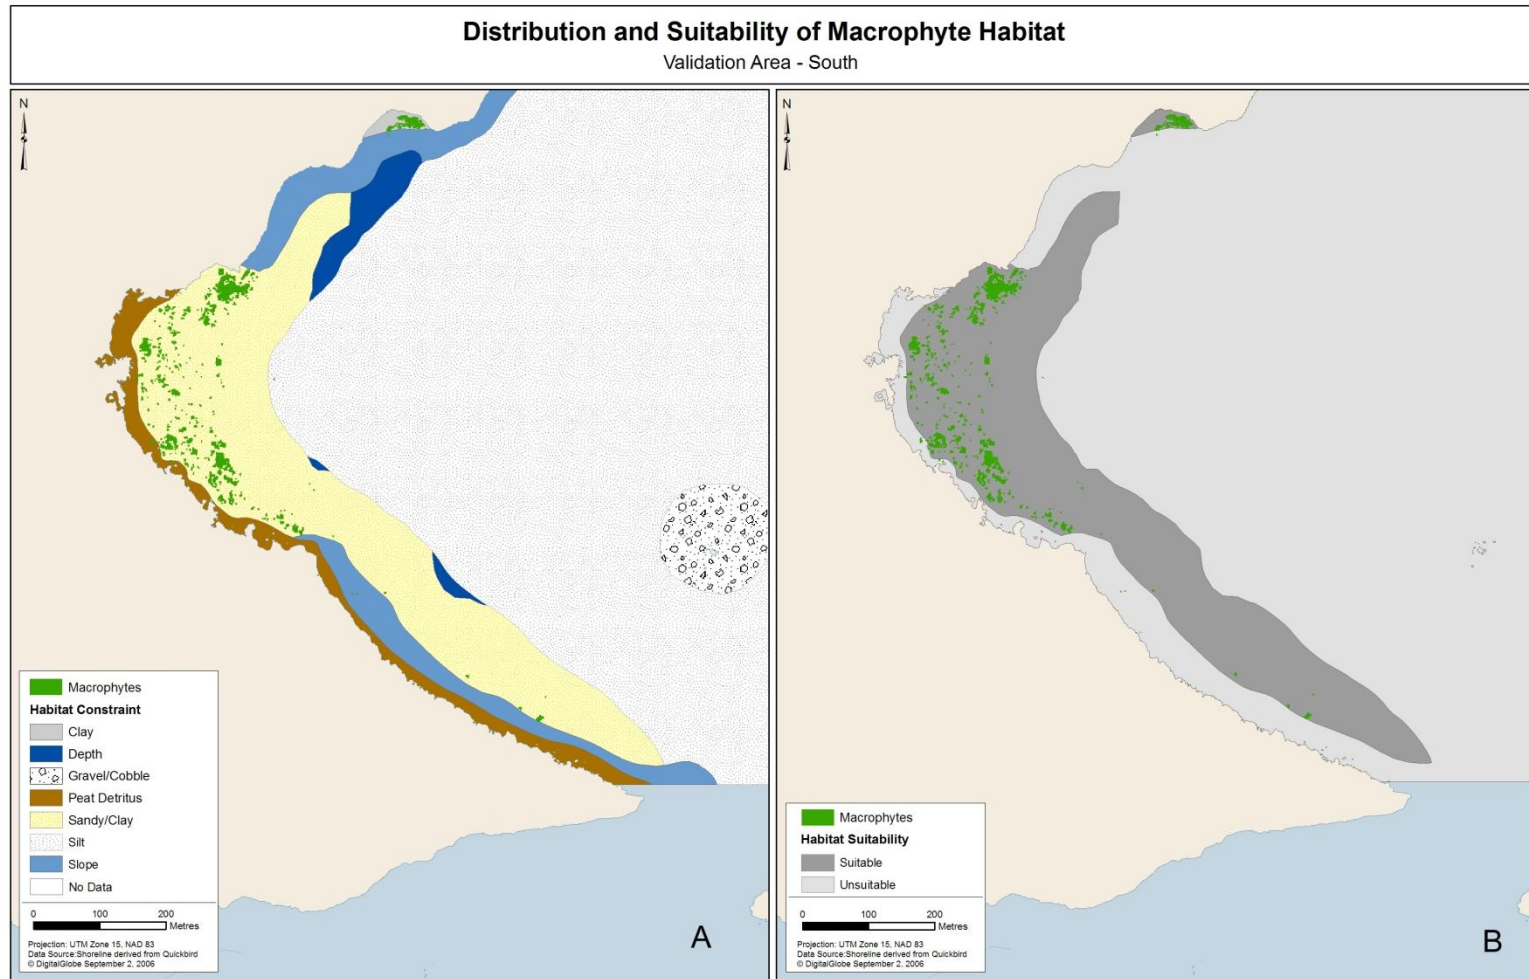 Distribution and Suitability of Macrophyte Habitat
Validation Area - South
N
Macrophytes
Habitat Constraint
Clay
Depth
Gravel/Cobble
Peat Detritus
Sandy/Clay
Silt
Slope
No Data
0 100 200
Metres
Projection: UTM Zone 15, NAD 83
Data Source:Shoreline derived from Quickbird
© DigitalGlobe September 2, 2006
A
N
Macrophytes
Habitat Suitability
Suitable
Unsuitable
0 100 200
Metres
Projection: UTM Zone 15, NAD 83
Data Source:Shoreline derived from Quickbird
© DigitalGlobe September 2, 2006
B